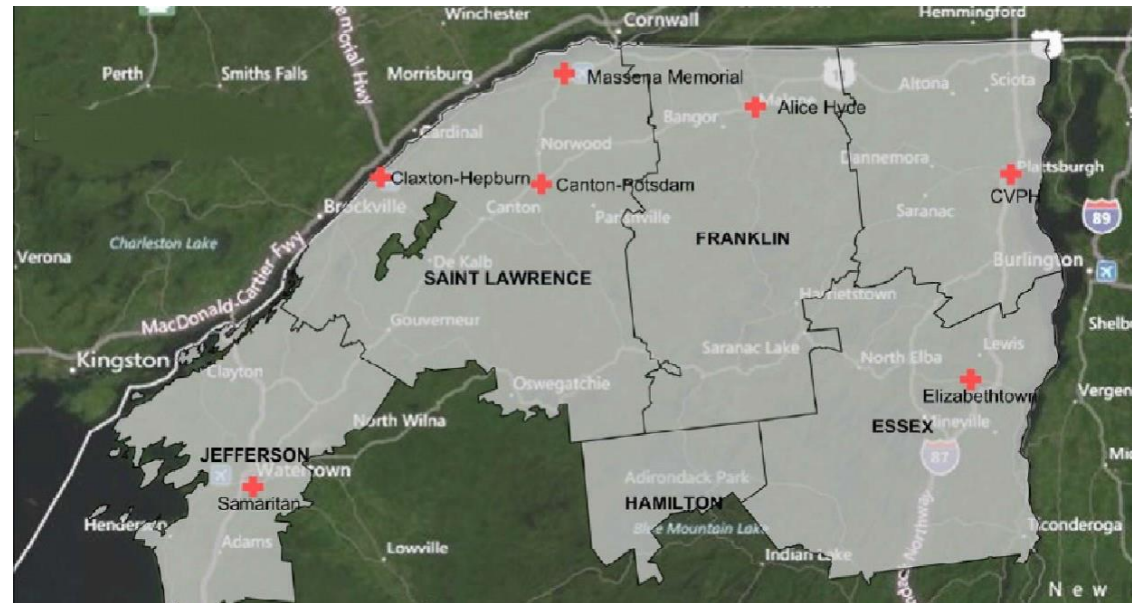 Winchester
Cornwall
Hemmingford
Perth
Smiths Falls
Morrisburg
Massena Memorial
Altona
Sciota
Alice Hyde
Bangor
Cardinal
Norwood
Dannemora
Plattsburgh
Claxton-Hepburn
Canton-Potsdam
CVPH
Brockville
Canton
Parishville
Saranac
89
Charleston Lake
FRANKLIN
Verona
De Kalb
SAINT LAWRENCE
Burlington
MacDonald-Cartier Fwy
Harrietstown
Gouverneur
Kingston
Saranac Lake
Lewis
North Elba
Clayton
Oswegatchie
Elizabethtown
North Wilna
Mineville
ESSEX
JEFFERSON
Watertown
87
Adirondack Park
Samaritan
HAMILTON
Blue Mountain Lake
Ticonderoga
Adams
Lowville
Indian Lake
New